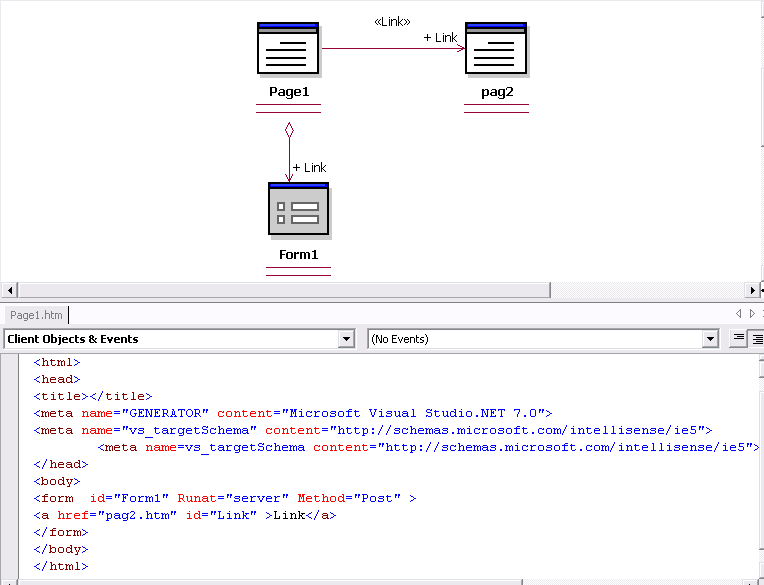 «Link»
+ Link
Page1
pag2
+ Link
Form1
Page1.htm
Client Objects & Events
(No Events)
<html>
<head>
<title></title>
<meta name="GENERATOR" content="Microsoft Visual Studio.NET 7.0">
<meta name="vs_targetSchema" content="http://schemas.microsoft.com/intellisense/ie5">
<meta name=vs_targetSchema content="http://schemas.microsoft.com/intellisense/ie5">
</head>
<body>
<form  id="Form1" Runat="server" Method="Post" >
<a href="pag2.htm" id="Link" >Link</a>
</form>
</body>
</html>